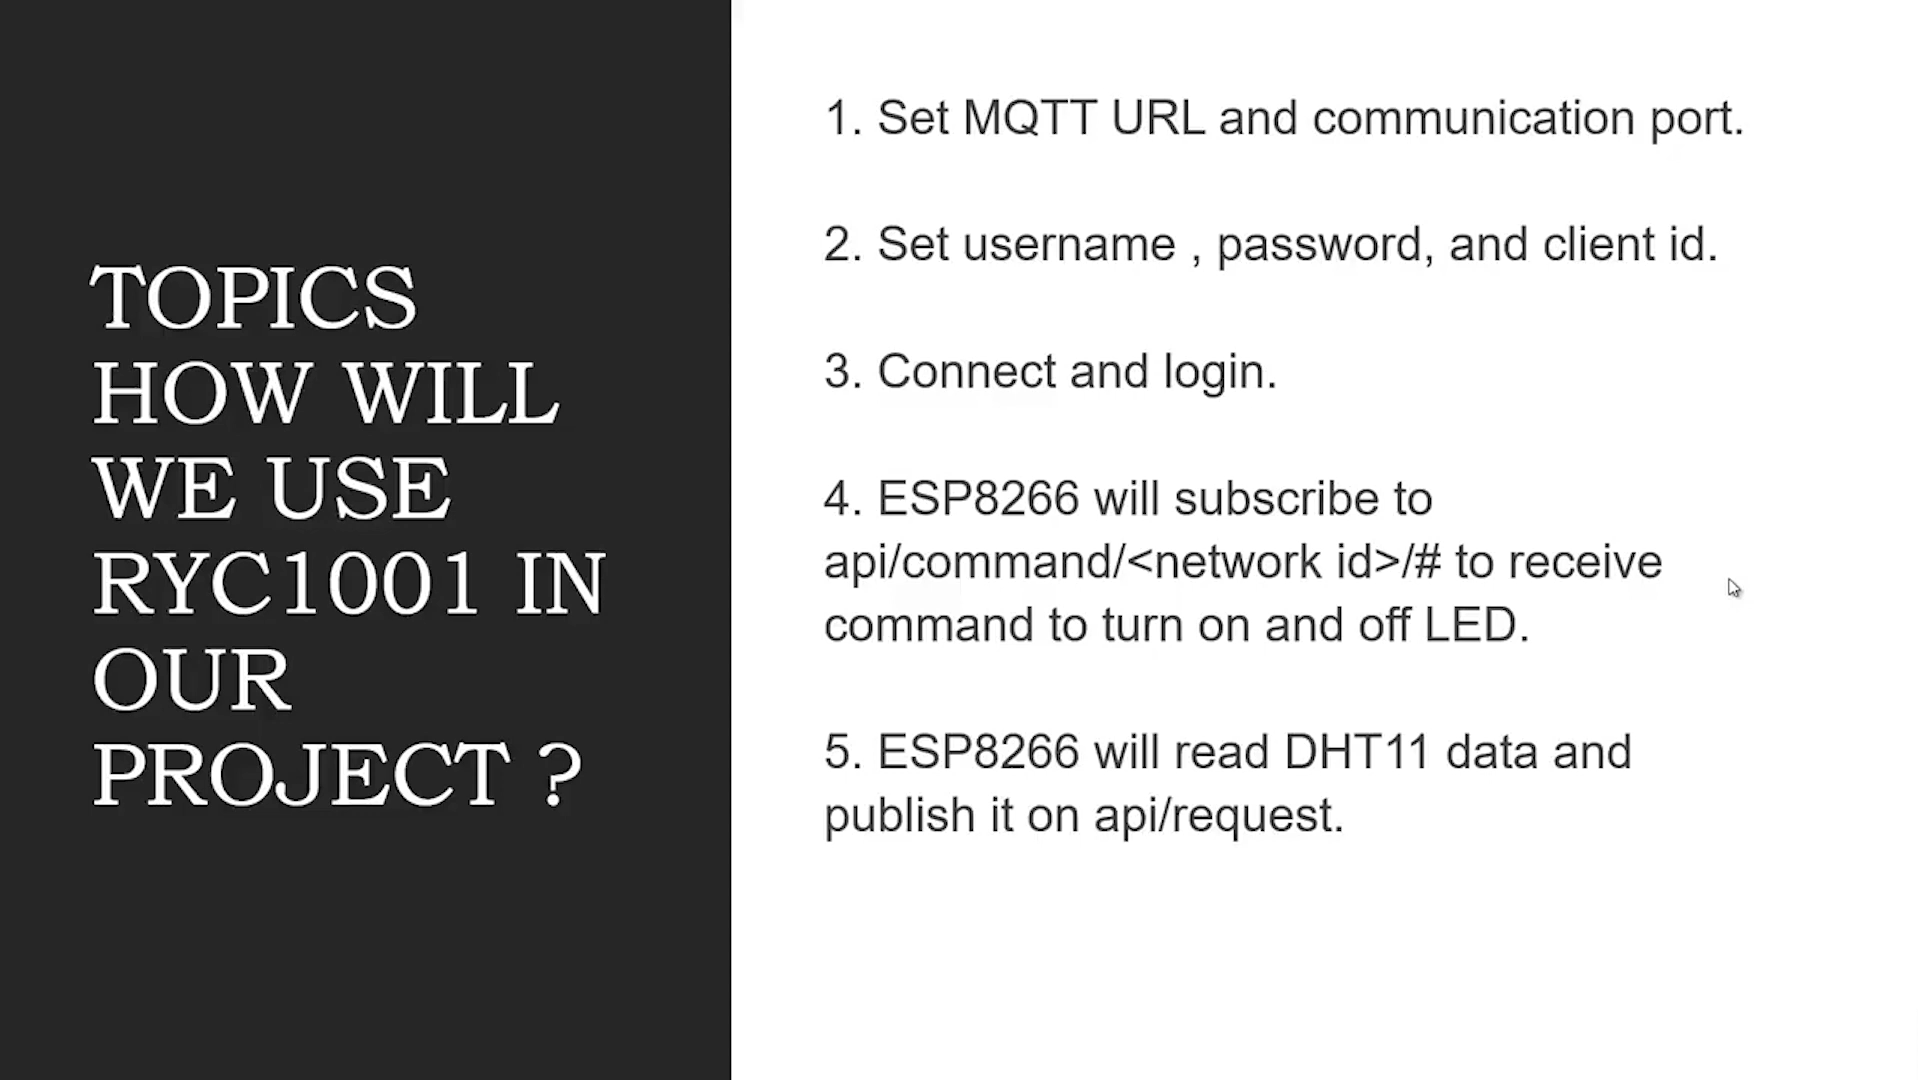 TOPICS
HOW WILL
WE USE
RYC1001 IN
OUR
PROJECT ?
1. Set MQTT URL and communication port.
2. Set username , password, and client id.
3. Connect and login.
4. ESP8266 will subscribe to
api/command/<network id>/# to receive
command to turn on and off LED.
5. ESP8266 will read DHT11 data and
publish it on api/request.